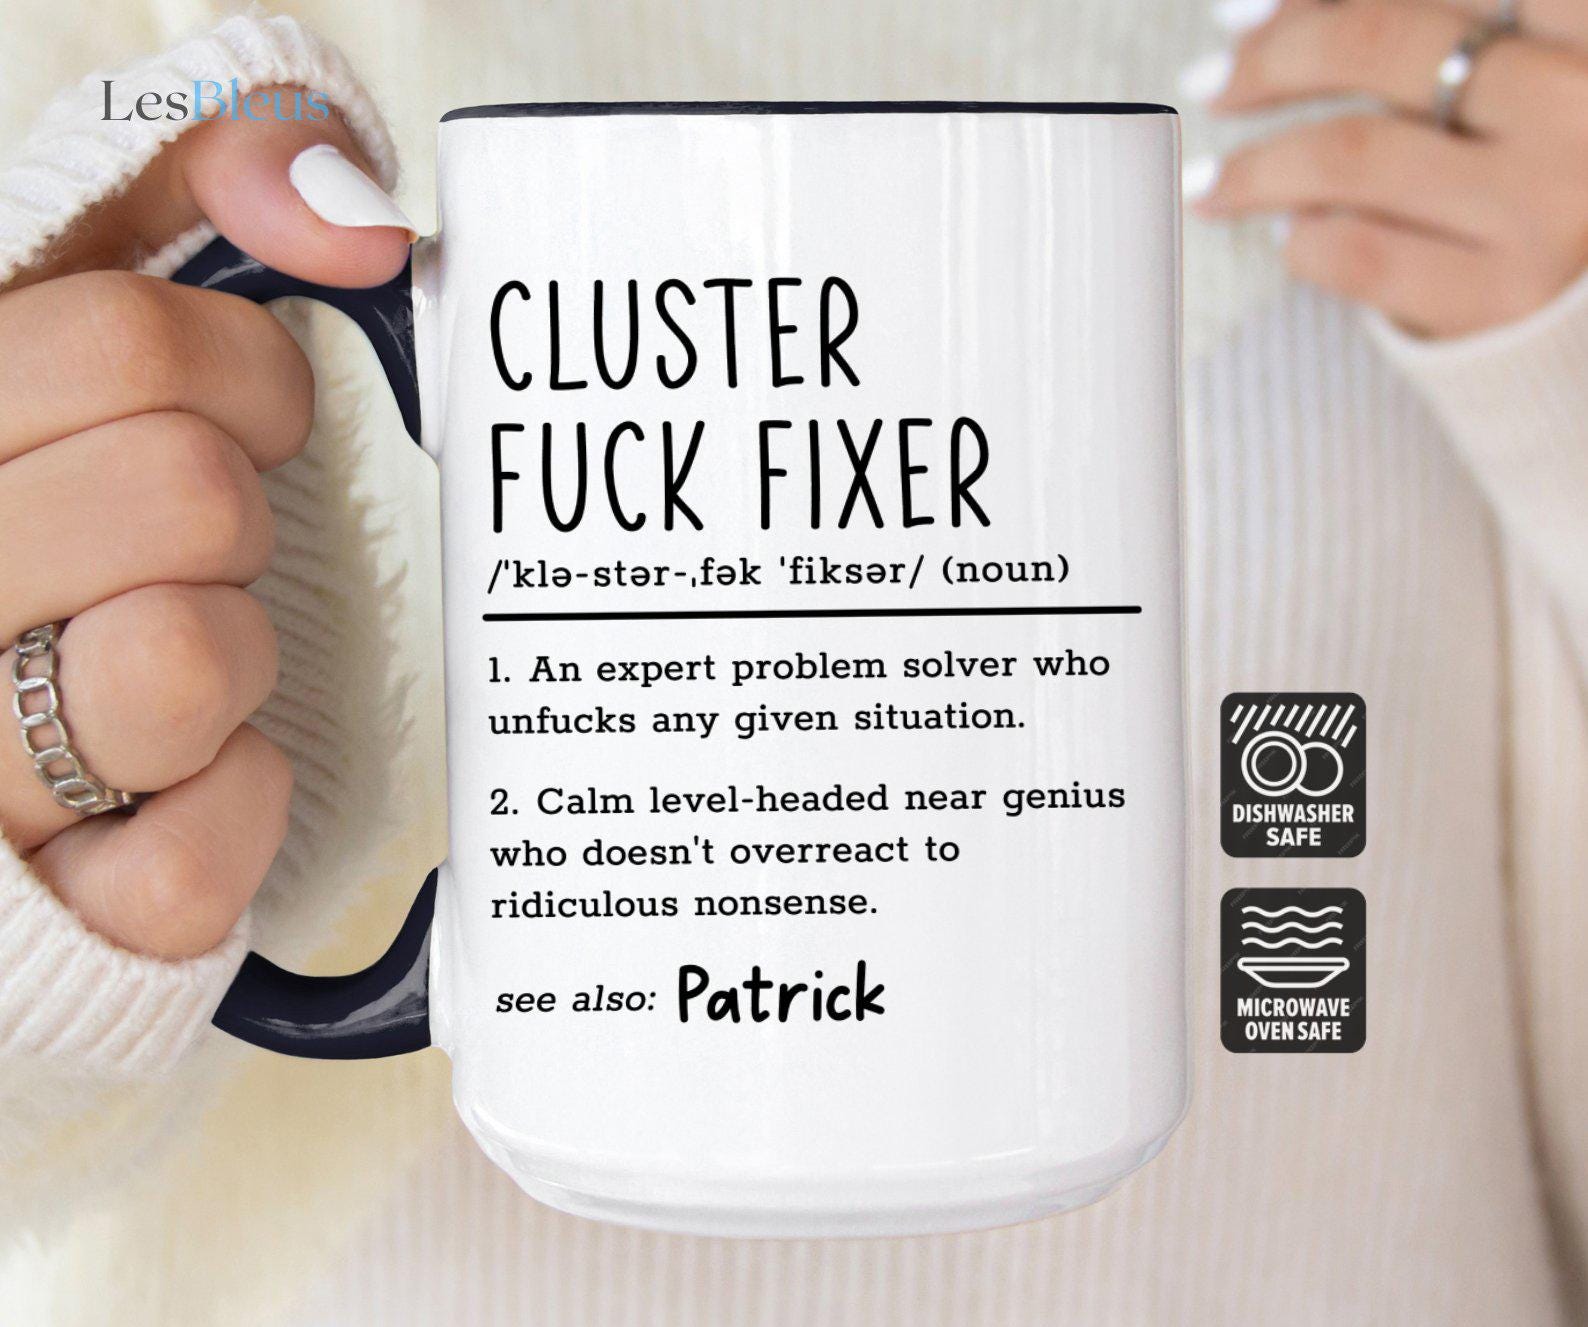 LesBleus
CLUSTER
FUCK FIXER
/ˈklə-stər-ˌfək ˈfiksər/ (noun)
1. An expert problem solver who
unfucks any given situation.
2. Calm level-headed near genius
who doesn't overreact to
ridiculous nonsense.
see also: Patrick
DISHWASHER
SAFE
MICROWAVE
OVEN SAFE